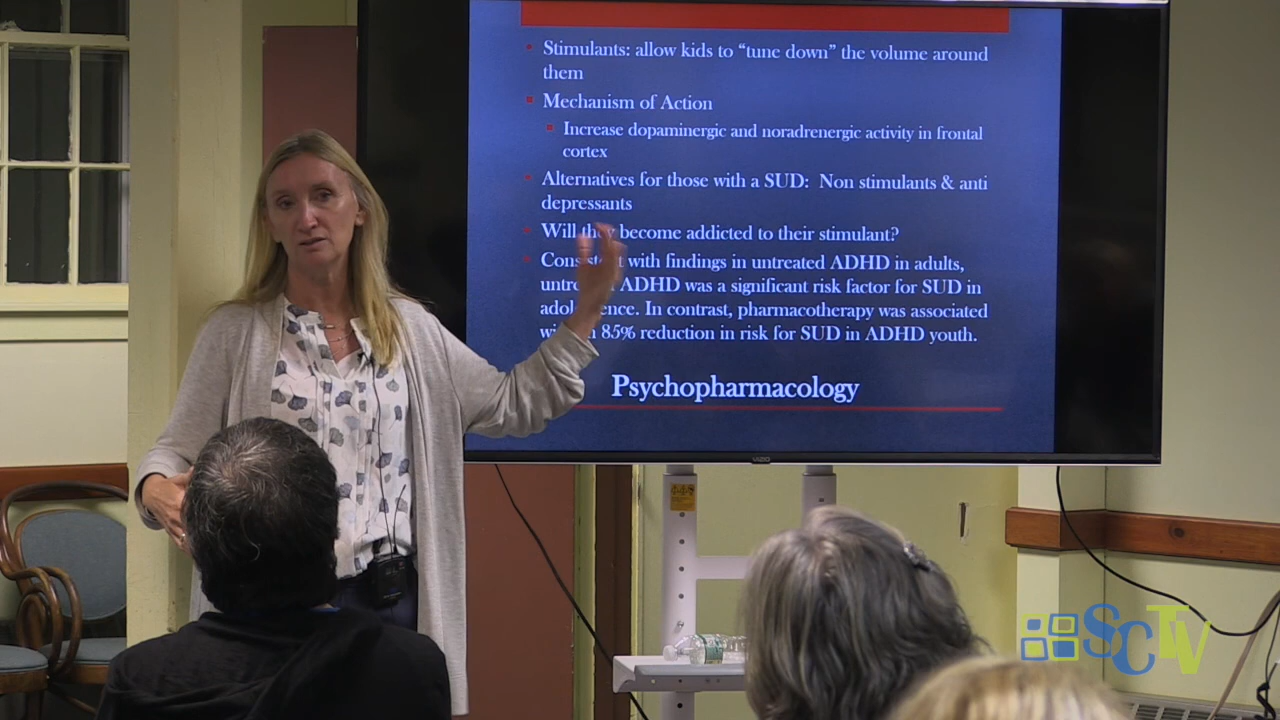 Stimulants: allow kids to “tune down” the volume around
them
Mechanism of Action
Increase dopaminergic and noradrenergic activity in frontal
cortex
Alternatives for those with a SUD: Non stimulants & anti
depressants
Will they become addicted to their stimulant?
with findings in untreated ADHD in adults,
ADHD was a significant risk factor for SUD in
In contrast, pharmacotherapy was associated
85% reduction in risk for SUD in ADHD youth.
Psychopharmacology
VIZIO
SCTV